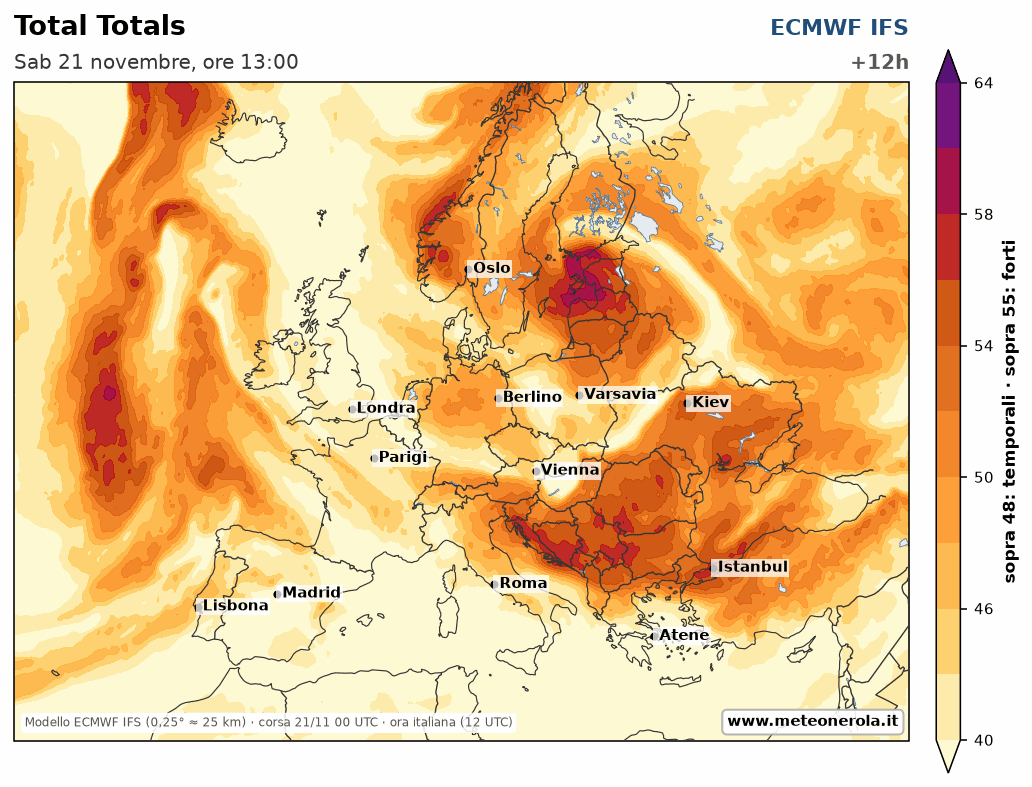 Total Totals
ECMWF IFS
Sab 21 novembre, ore 13:00
+12h
64
58
54
50
46
40
sopra 48: temporali · sopra 55: forti
Oslo
Berlino
Varsavia
Kiev
Londra
Parigi
Vienna
Istanbul
Roma
Madrid
Lisbona
Atene
Modello ECMWF IFS (0,25° ≈ 25 km) · corsa 21/11 00 UTC · ora italiana (12 UTC)
www.meteonerola.it